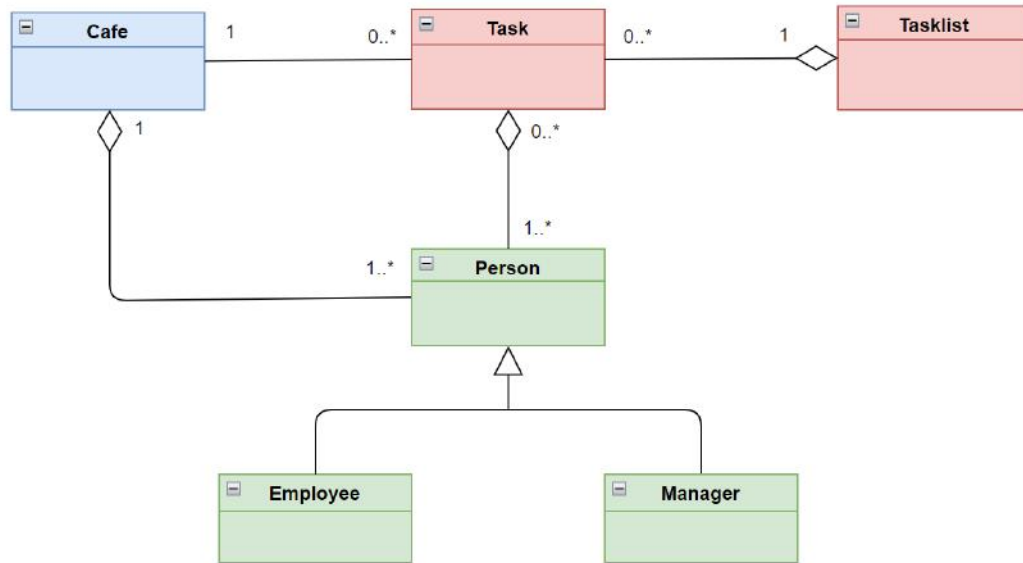 Cafe
1
0..*
Task
0..*
1
Tasklist
1
0..*
1..*
1..*
Person
Employee
Manager